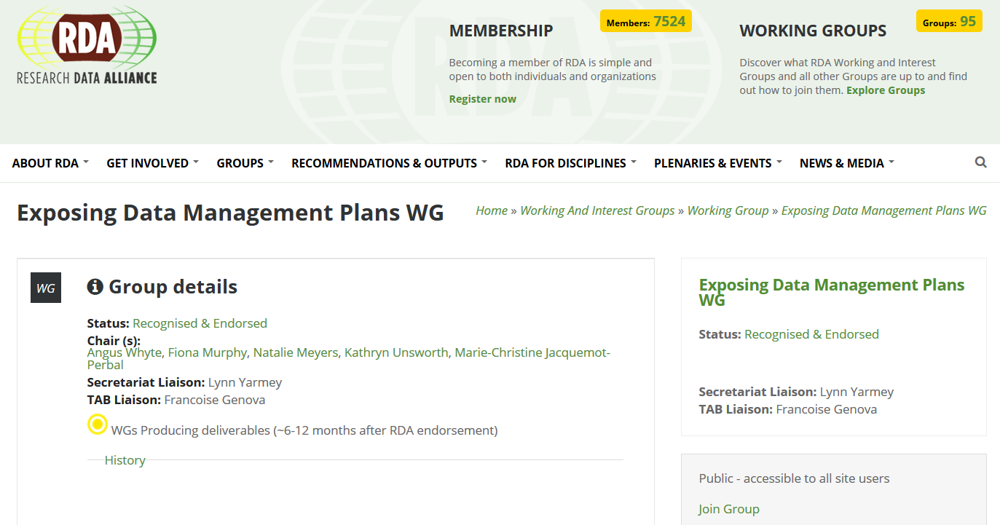 RDA
RESEARCH DATA ALLIANCE
MEMBERSHIP
Members: 7524
Becoming a member of RDA is simple and
open to both individuals and organizations
Register now
WORKING GROUPS
Groups: 95
Discover what RDA Working and Interest
Groups and all other Groups are up to and find
out how to join them. Explore Groups
ABOUT RDA GET INVOLVED GROUPS RECOMMENDATIONS & OUTPUTS RDA FOR DISCIPLINES PLENARIES & EVENTS NEWS & MEDIA
Exposing Data Management Plans WG
Home » Working And Interest Groups » Working Group » Exposing Data Management Plans WG
WG
Group details
Status: Recognised & Endorsed
Chair (s):
Angus Whyte, Fiona Murphy, Natalie Meyers, Kathryn Unsworth, Marie-Christine Jacquemot-
Perbal
Secretariat Liaison: Lynn Yarmey
TAB Liaison: Francoise Genova
WGs Producing deliverables (~6-12 months after RDA endorsement)
History
Exposing Data Management Plans
WG
Status: Recognised & Endorsed
Secretariat Liaison: Lynn Yarmey
TAB Liaison: Francoise Genova
Public - accessible to all site users
Join Group